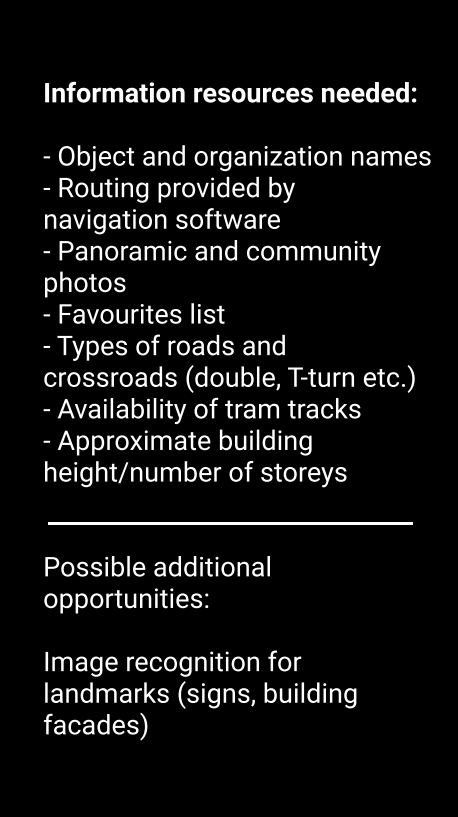 Information resources needed:
- Object and organization names
- Routing provided by
navigation software
- Panoramic and community
photos
- Favourites list
- Types of roads and
crossroads (double, T-turn etc.)
- Availability of tram tracks
- Approximate building
height/number of storeys
Possible additional
opportunities:
Image recognition for
landmarks (signs, building
facades)